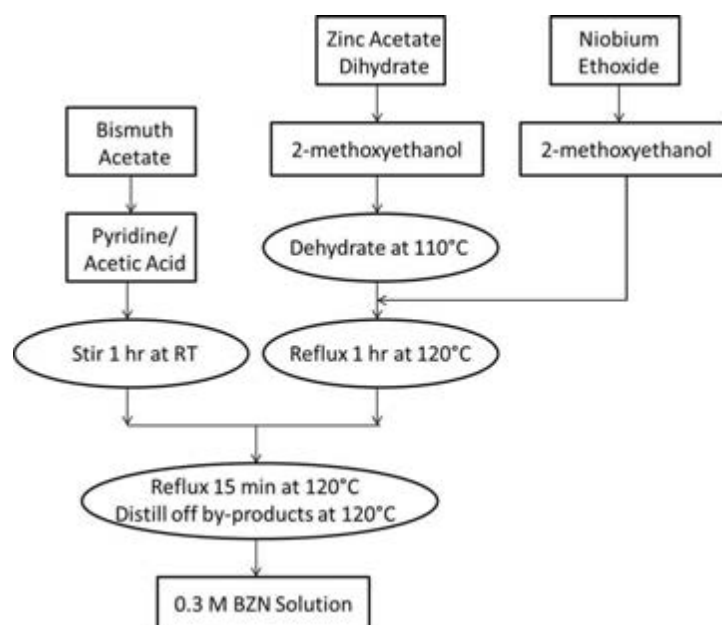 Zinc Acetate
Dihydrate
Niobium
Ethoxide
Bismuth
Acetate
2-methoxyethanol
2-methoxyethanol
Pyridine/
Acetic Acid
Dehydrate at 110°C
Stir 1 hr at RT
Reflux 1 hr at 120°C
Reflux 15 min at 120°C
Distill off by-products at 120°C
0.3 M BZN Solution